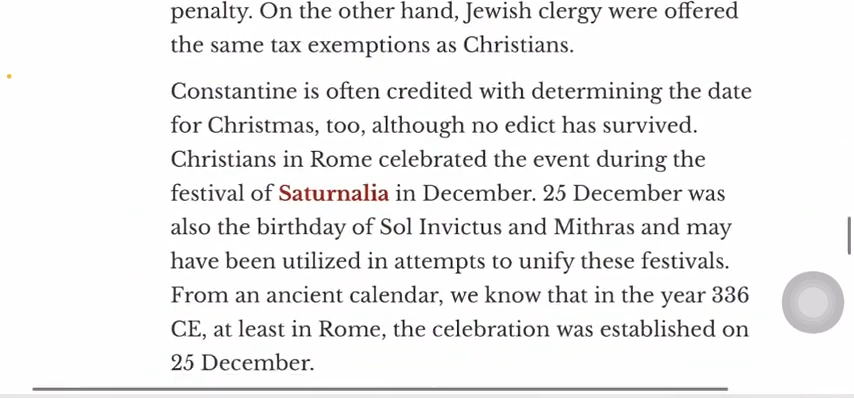 penalty. On the other hand, Jewish clergy were offered
the same tax exemptions as Christians.
Constantine is often credited with determining the date
for Christmas, too, although no edict has survived.
Christians in Rome celebrated the event during the
festival of Saturnalia in December. 25 December was
also the birthday of Sol Invictus and Mithras and may
have been utilized in attempts to unify these festivals.
From an ancient calendar, we know that in the year 336
CE, at least in Rome, the celebration was established on
25 December.